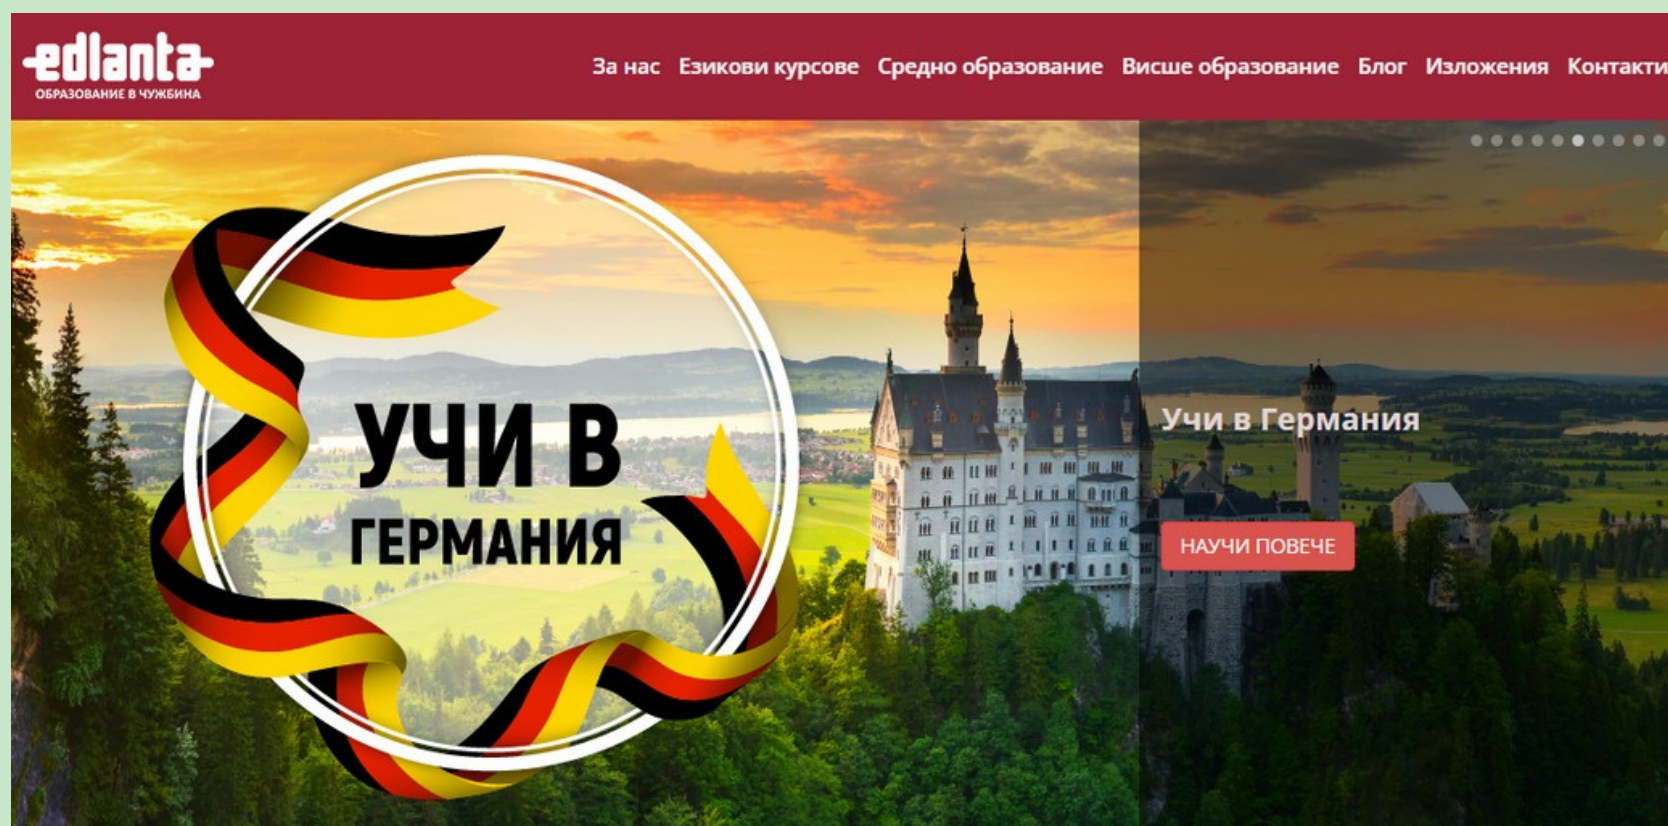 edlanta
ОБРАЗОВАНИЕ В ЧУЖБИНА
За нас Езикови курсове Средно образование Висше образование Блог Изложения Контакти
УЧИ В
ГЕРМАНИЯ
Учи в Германия
НАУЧИ ПОВЕЧЕ